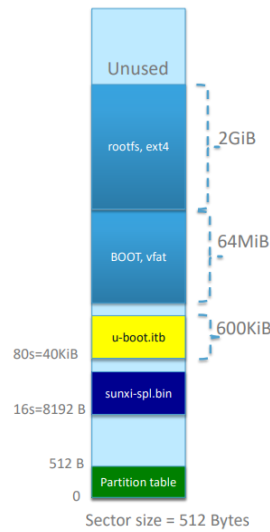 Unused
rootfs, ext4
2GiB
BOOT, vfat
64MiB
u-boot.itb
600KiB
80s=40KiB
sunxi-spl.bin
16s=8192 B
512 B
Partition table
0
Sector size = 512 Bytes